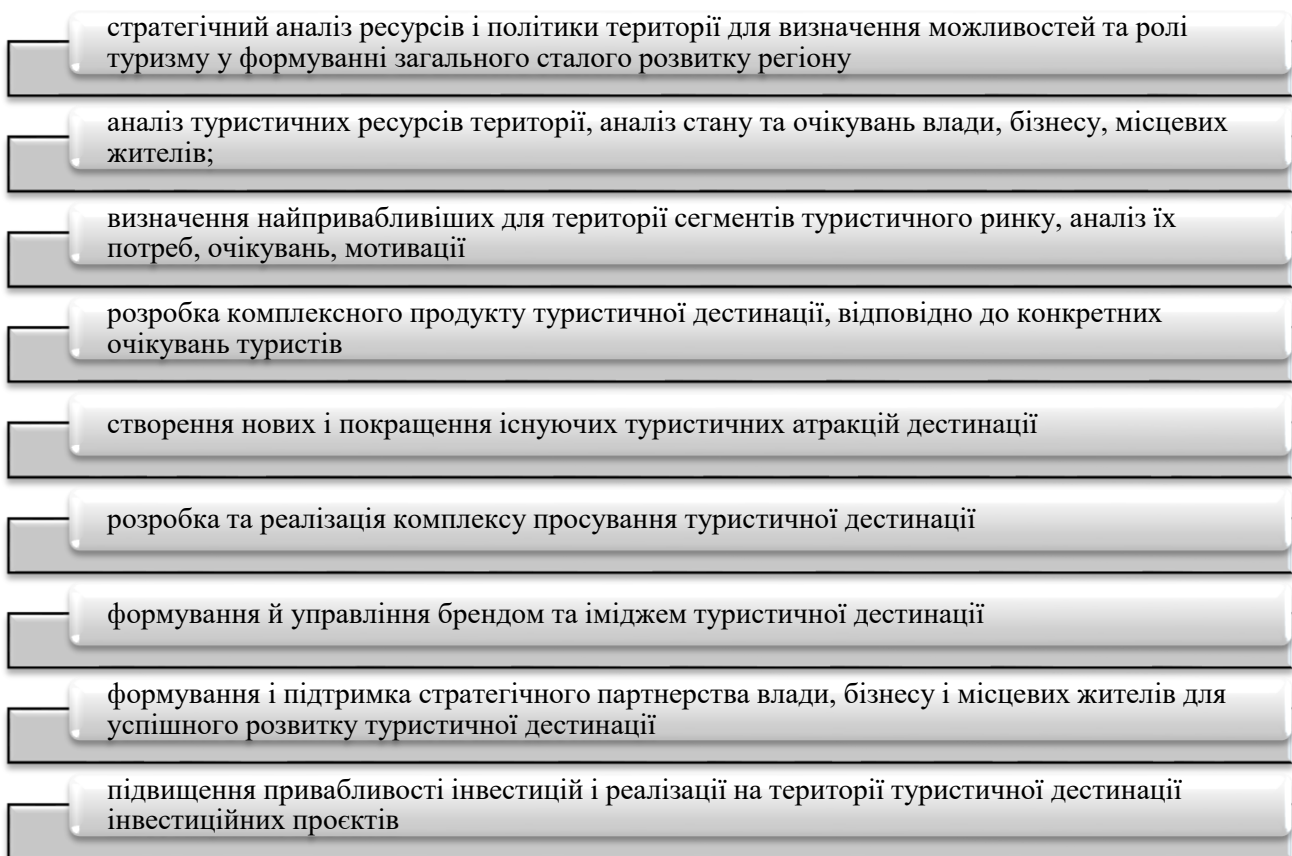 стратегічний аналіз ресурсів і політики території для визначення можливостей та ролі
туризму у формуванні загального сталого розвитку регіону
аналіз туристичних ресурсів території, аналіз стану та очікувань влади, бізнесу, місцевих
жителів;
визначення найпривабливіших для території сегментів туристичного ринку, аналіз їх
потреб, очікувань, мотивації
розробка комплексного продукту туристичної дестинації, відповідно до конкретних
очікувань туристів
створення нових і покращення існуючих туристичних атракцій дестинації
розробка та реалізація комплексу просування туристичної дестинації
формування й управління брендом та іміджем туристичної дестинації
формування і підтримка стратегічного партнерства влади, бізнесу і місцевих жителів для
успішного розвитку туристичної дестинації
підвищення привабливості інвестицій і реалізації на території туристичної дестинації
інвестиційних проєктів